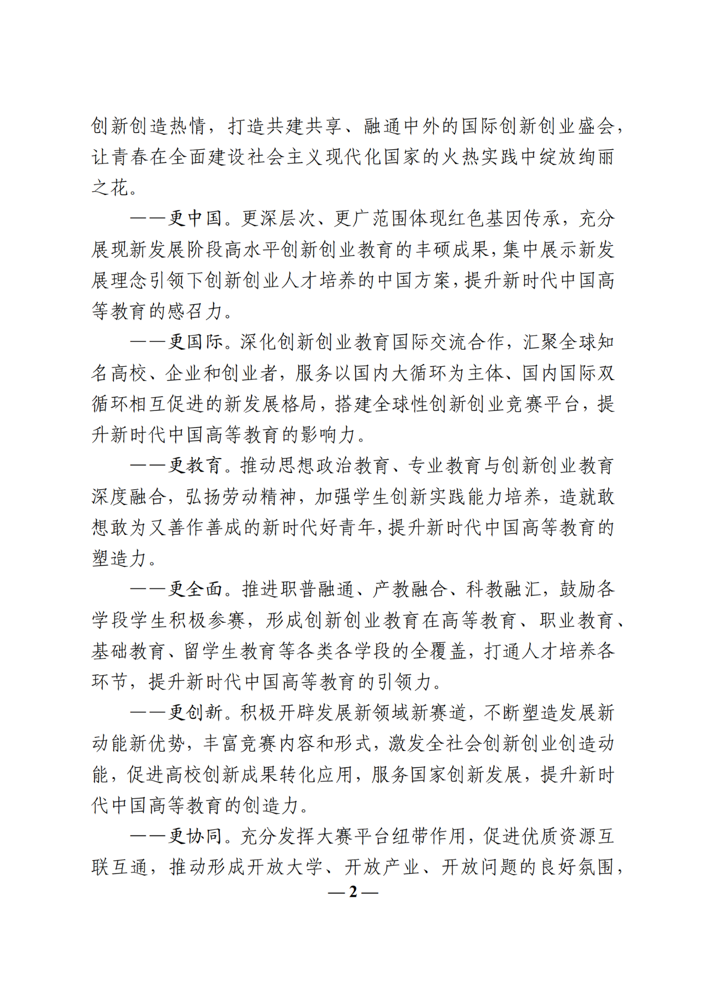 创新创造热情，打造共建共享、融通中外的国际创新创业盛会，
让青春在全面建设社会主义现代化国家的火热实践中绽放绚丽
之花。
——更中国。更深层次、更广范围体现红色基因传承，充分
展现新发展阶段高水平创新创业教育的丰硕成果，集中展示新发
展理念引领下创新创业人才培养的中国方案，提升新时代中国高
等教育的感召力。
——更国际。深化创新创业教育国际交流合作，汇聚全球知
名高校、企业和创业者，服务以国内大循环为主体、国内国际双
循环相互促进的新发展格局，搭建全球性创新创业竞赛平台，提
升新时代中国高等教育的影响力。
——更教育。推动思想政治教育、专业教育与创新创业教育
深度融合，弘扬劳动精神，加强学生创新实践能力培养，造就敢
想敢为又善作善成的新时代好青年，提升新时代中国高等教育的
塑造力。
——更全面。推进职普融通、产教融合、科教融汇，鼓励各
学段学生积极参赛，形成创新创业教育在高等教育、职业教育、
基础教育、留学生教育等各类各学段的全覆盖，打通人才培养各
环节，提升新时代中国高等教育的引领力。
——更创新。积极开辟发展新领域新赛道，不断塑造发展新
动能新优势，丰富竞赛内容和形式，激发全社会创新创业创造动
能，促进高校创新成果转化应用，服务国家创新发展，提升新时
代中国高等教育的创造力。
——更协同。充分发挥大赛平台纽带作用，促进优质资源互
联互通，推动形成开放大学、开放产业、开放问题的良好氛围，
— 2 —